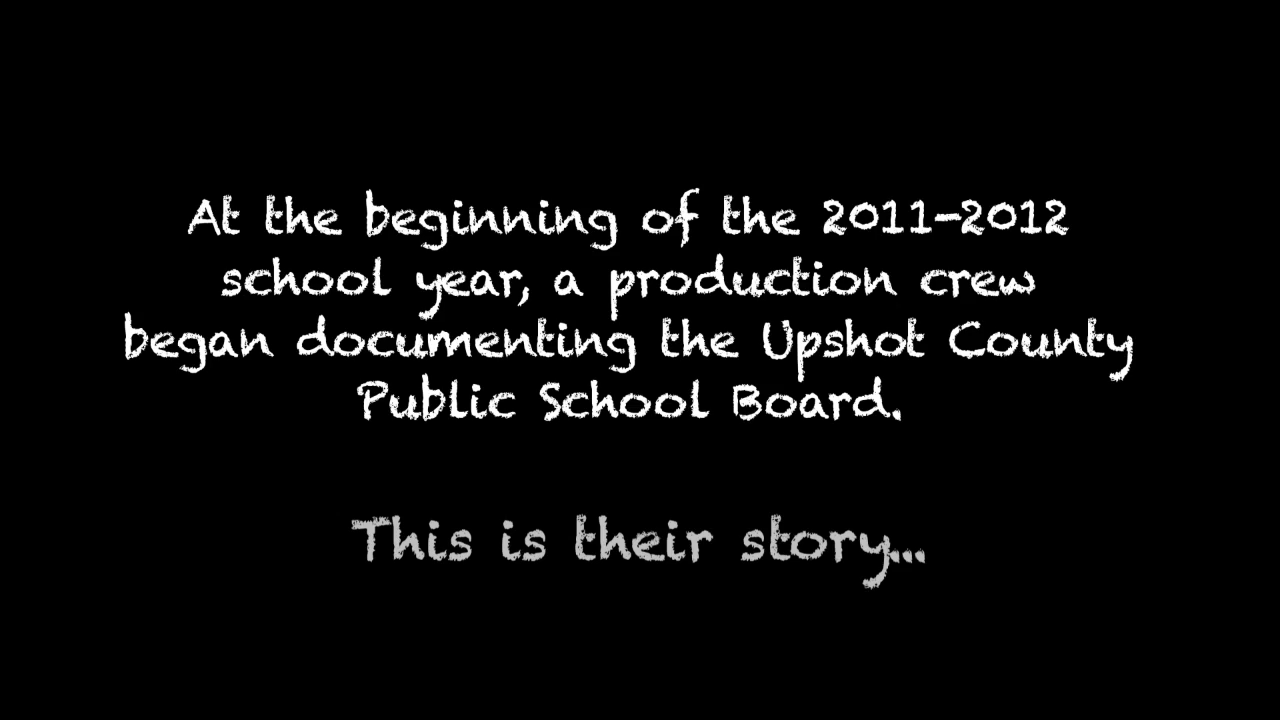 At the beginning of the 2011-2012
school year, a production crew
began documenting the Upshot County
Public School Board.
This is their story...